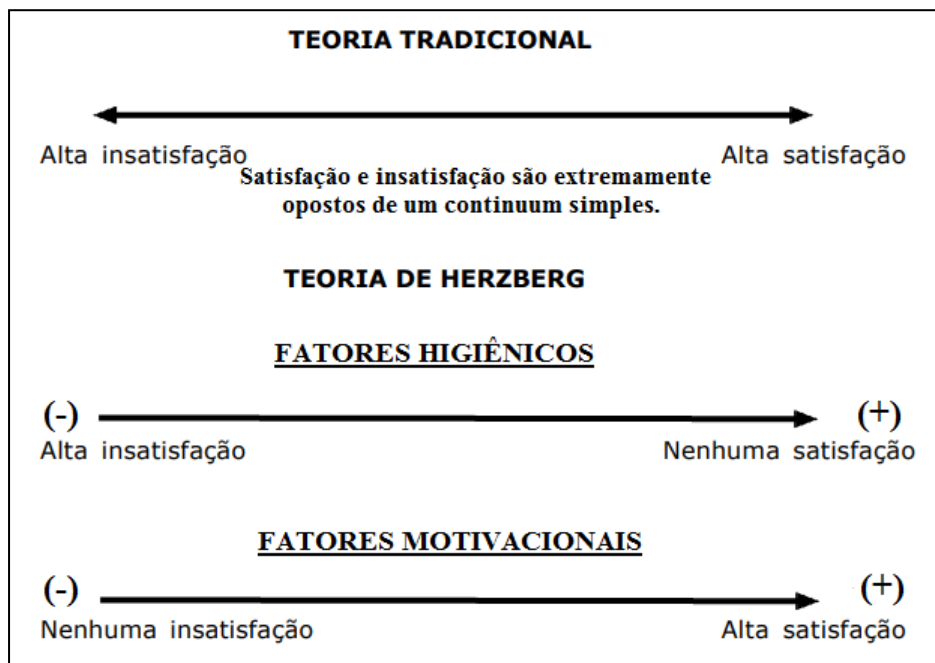 TEORIA TRADICIONAL
Alta insatisfação Alta satisfação
Satisfação e insatisfação são extremamente
opostos de um continuum simples.
TEORIA DE HERZBERG
FATORES HIGIÊNICOS
(-) (+)
Alta insatisfação Nenhuma satisfação
FATORES MOTIVACIONAIS
(-) (+)
Nenhuma insatisfação Alta satisfação